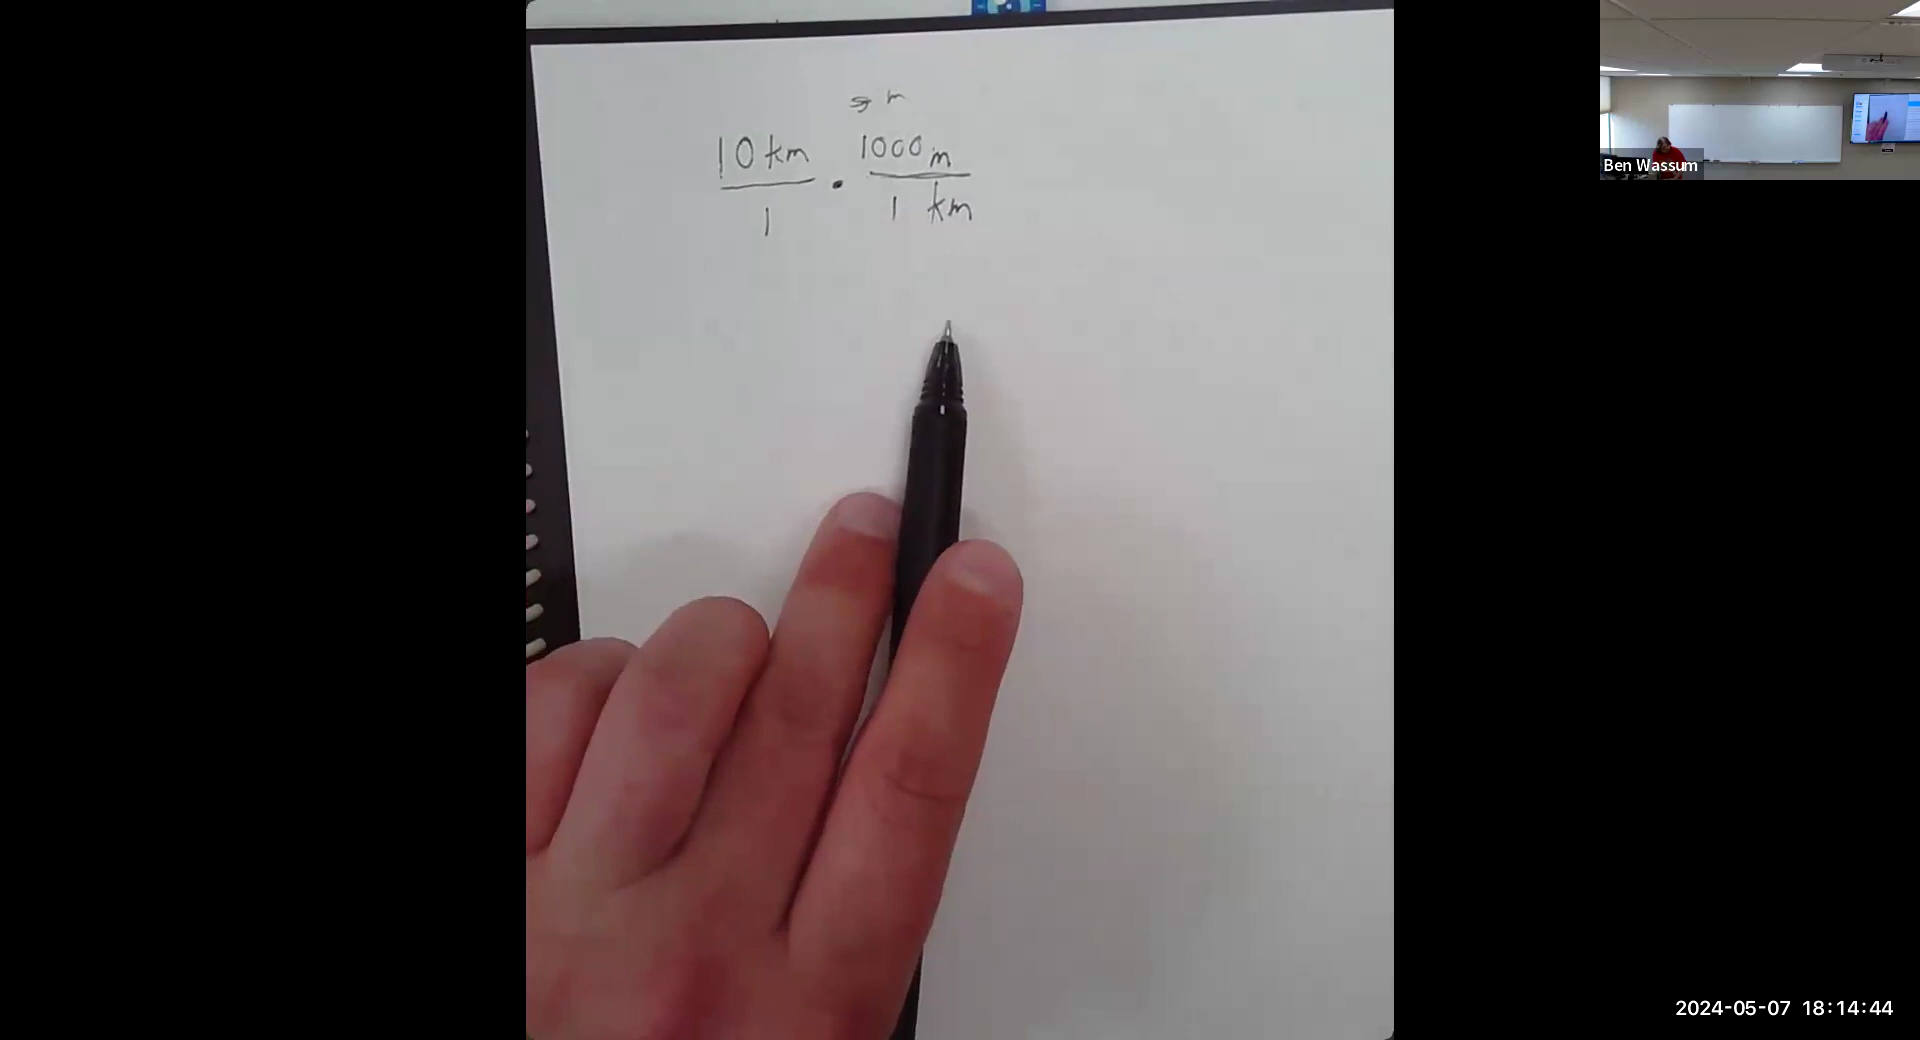 m
10 km · 1000 m
1 1 km
Ben Wassum
2024-05-07 18:14:44